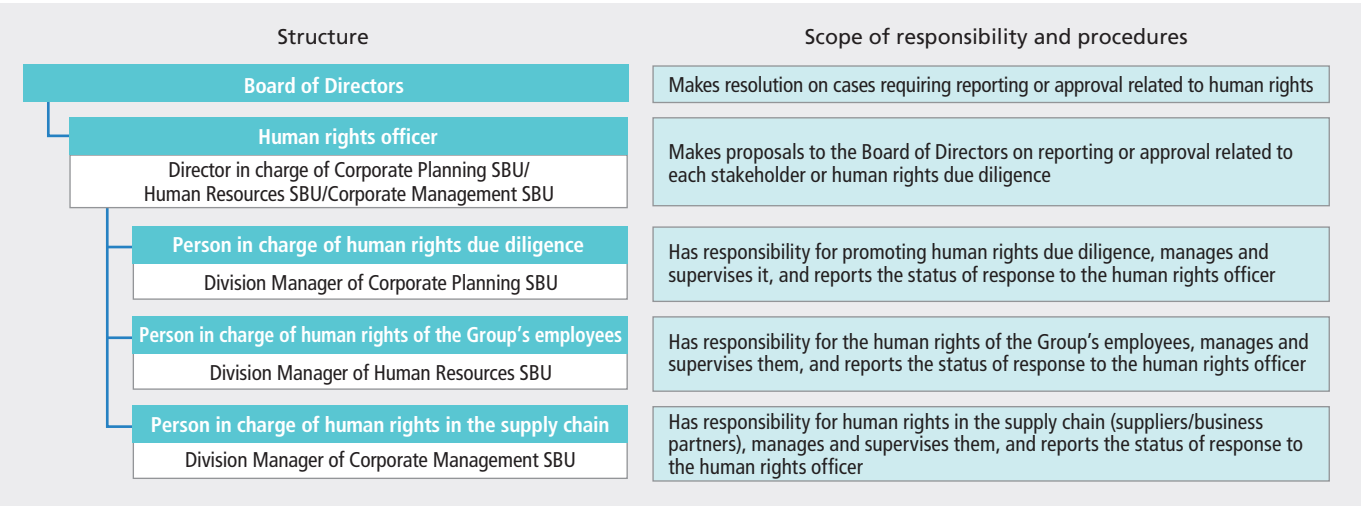 Structure
Scope of responsibility and procedures
Board of Directors
Makes resolution on cases requiring reporting or approval related to human rights
Human rights officer
Director in charge of Corporate Planning SBU/
Human Resources SBU/Corporate Management SBU
Makes proposals to the Board of Directors on reporting or approval related to
each stakeholder or human rights due diligence
Person in charge of human rights due diligence
Division Manager of Corporate Planning SBU
Has responsibility for promoting human rights due diligence, manages and
supervises it, and reports the status of response to the human rights officer
Person in charge of human rights of the Group's employees
Division Manager of Human Resources SBU
Has responsibility for the human rights of the Group's employees, manages and
supervises them, and reports the status of response to the human rights officer
Person in charge of human rights in the supply chain
Division Manager of Corporate Management SBU
Has responsibility for human rights in the supply chain (suppliers/business
partners), manages and supervises them, and reports the status of response to
the human rights officer